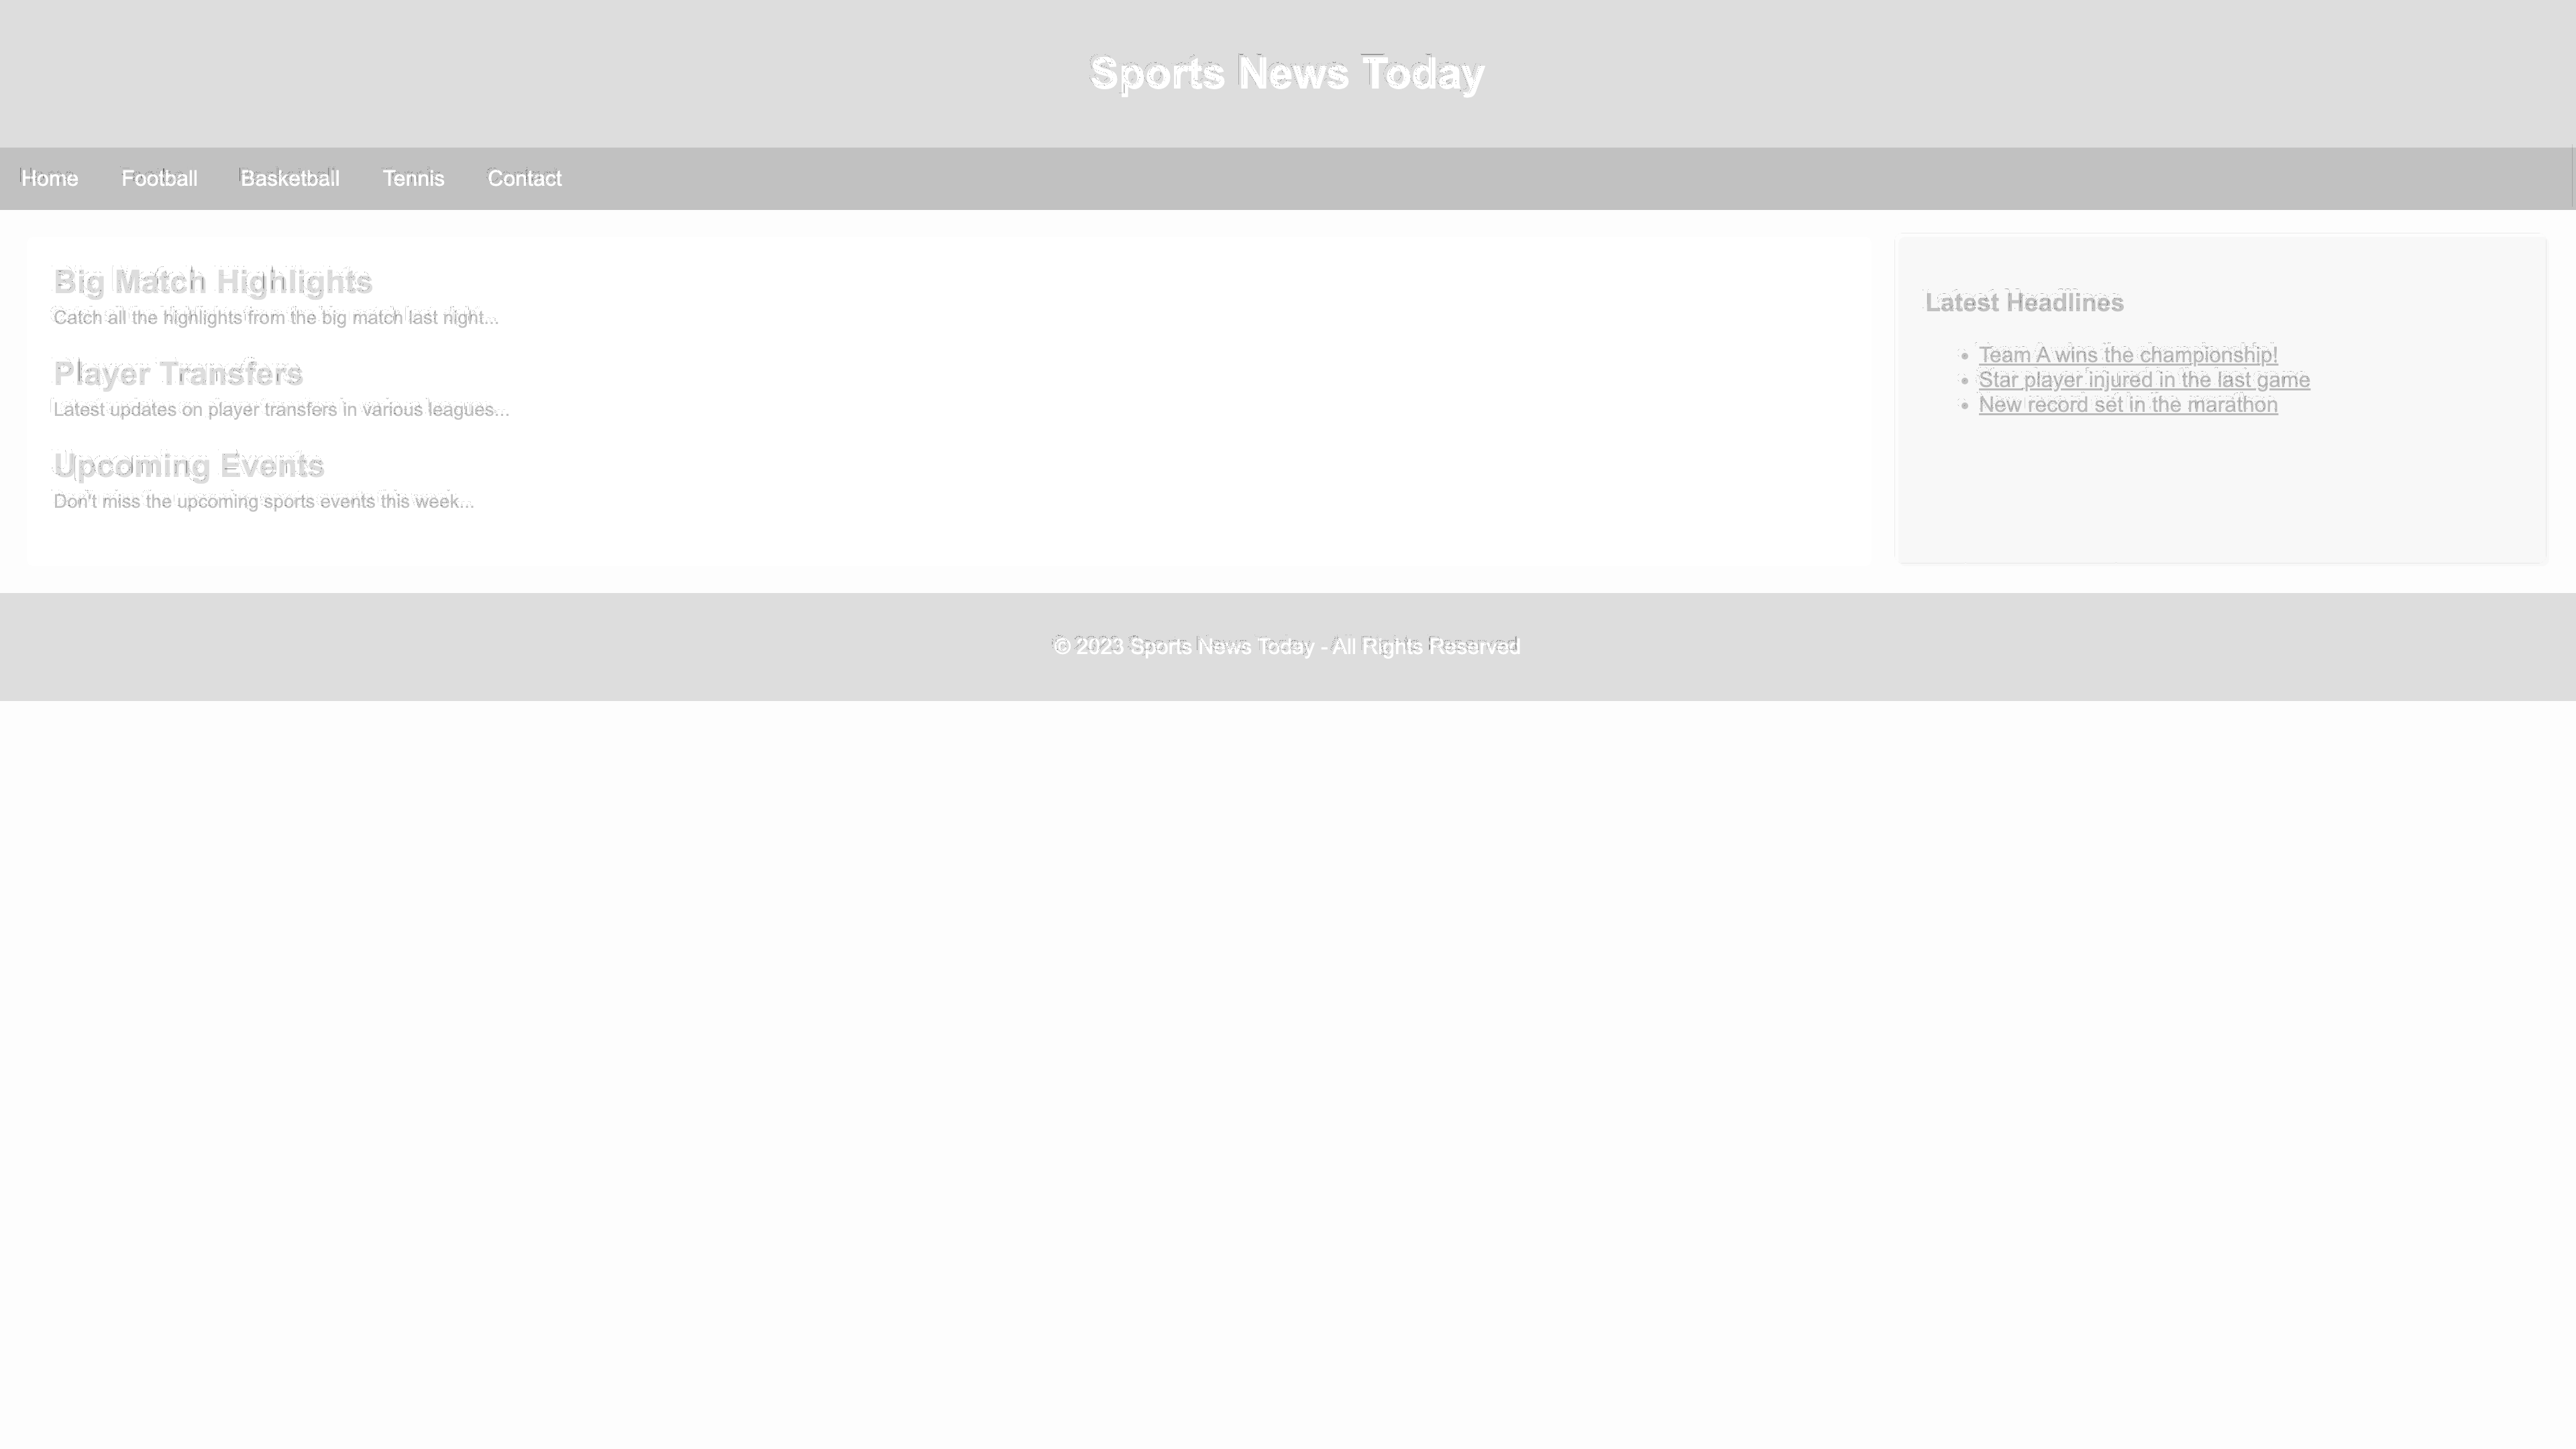 Sports News Today
Home Football Basketball Tennis Contact
Big Match Highlights
Catch all the highlights from the big match last night...
Player Transfers
Latest updates on player transfers in various leagues...
Upcoming Events
Don't miss the upcoming sports events this week...
Latest Headlines
• Team A wins the championship!
• Star player injured in the last game
• New record set in the marathon
© 2023 Sports News Today - All Rights Reserved